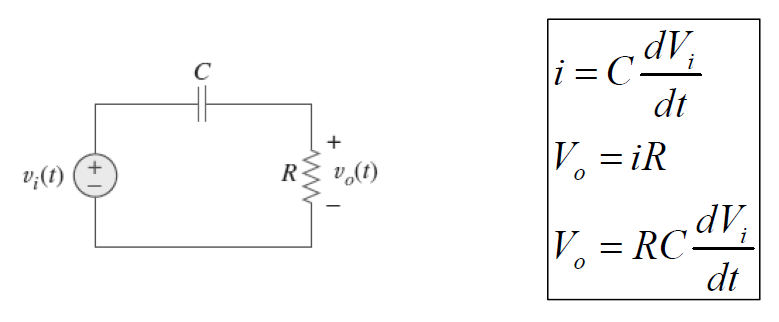 C
v_i(t)
+
−
R
+
v_o(t)
−
i = C dV_i/dt
V_o = iR
V_o = RC dV_i/dt